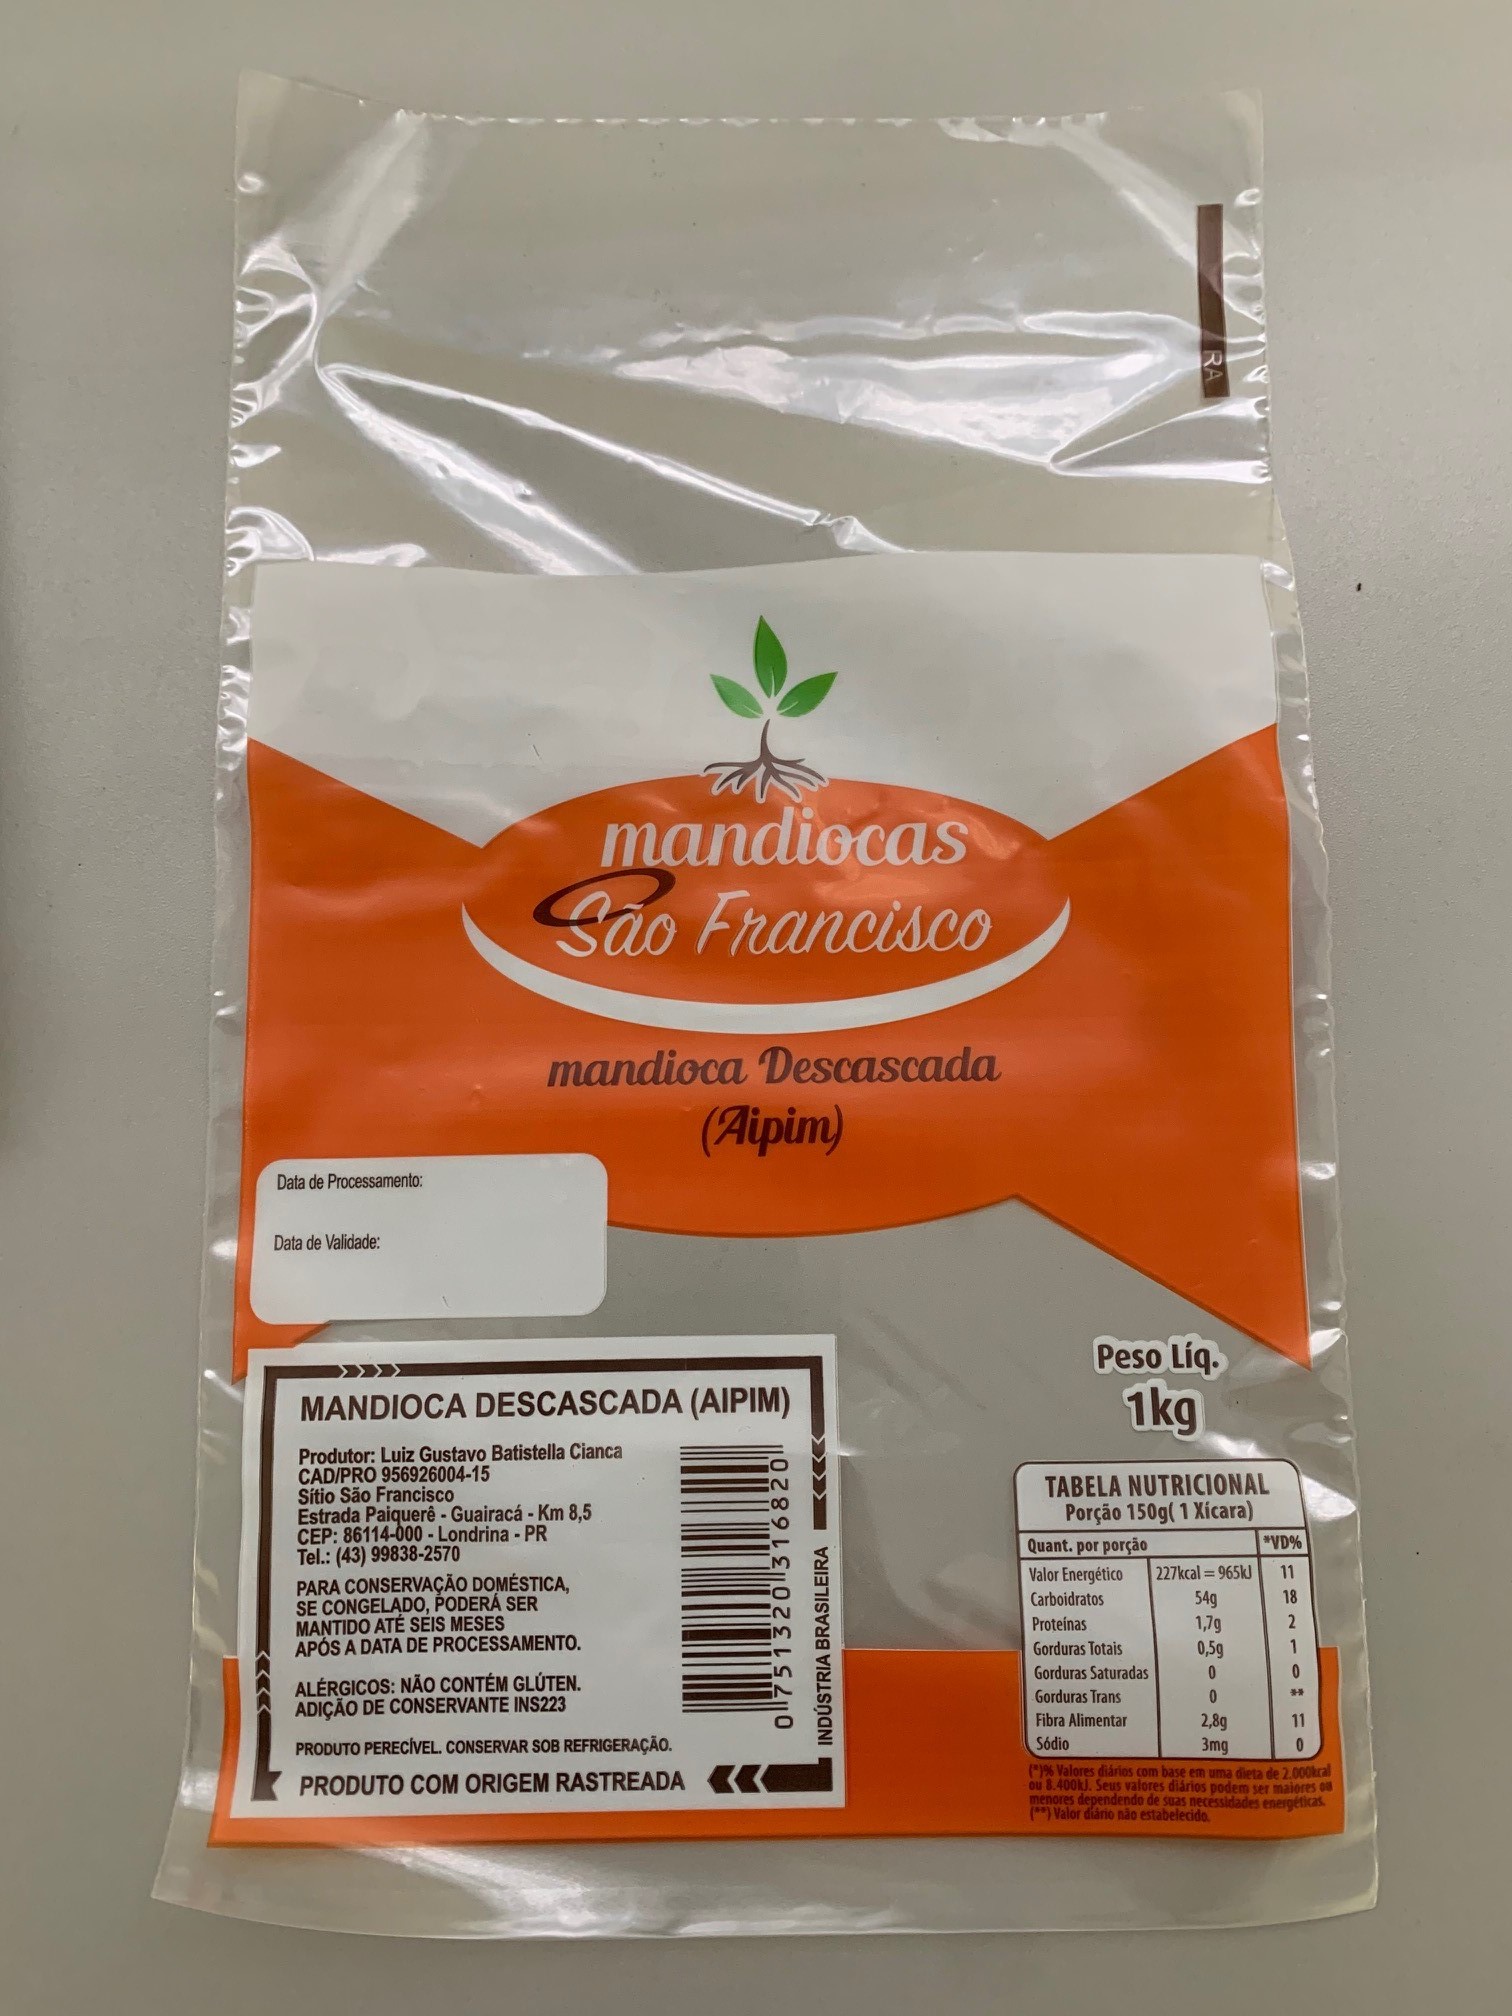 RA
mandiocas
São Francisco
mandioca Descascada
(Aipim)
Data de Processamento:
Data de Validade:
MANDIOCA DESCASCADA (AIPIM)
Produtor: Luiz Gustavo Batistella Cianca
CAD/PRO 956926004-15
Sítio São Francisco
Estrada Paiquerê - Guairacá - Km 8,5
CEP: 86114-000 - Londrina - PR
Tel.: (43) 99838-2570
PARA CONSERVAÇÃO DOMÉSTICA,
SE CONGELADO, PODERÁ SER
MANTIDO ATÉ SEIS MESES
APÓS A DATA DE PROCESSAMENTO.
ALÉRGICOS: NÃO CONTÉM GLÚTEN.
ADIÇÃO DE CONSERVANTE INS223
PRODUTO PERECÍVEL. CONSERVAR SOB REFRIGERAÇÃO.
PRODUTO COM ORIGEM RASTREADA
0 751320 316820
INDÚSTRIA BRASILEIRA
Peso Líq.
1kg
TABELA NUTRICIONAL
Porção 150g( 1 Xícara)
Quant. por porção *VD%
Valor Energético 227kcal = 965kJ 11
Carboidratos 54g 18
Proteínas 1,7g 2
Gorduras Totais 0,5g 1
Gorduras Saturadas 0 0
Gorduras Trans 0 **
Fibra Alimentar 2,8g 11
Sódio 3mg 0
(*)% Valores diários com base em uma dieta de 2.000kcal
ou 8.400kJ. Seus valores diários podem ser maiores ou
menores dependendo de suas necessidades energéticas.
(**) Valor diário não estabelecido.